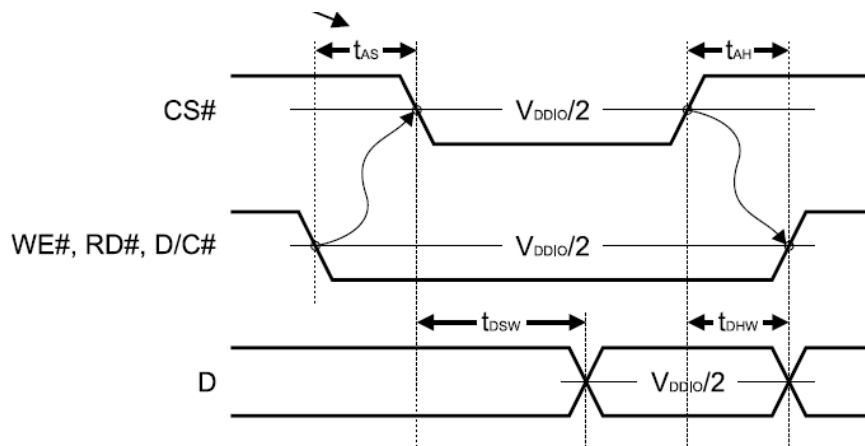 tAS
tAH
CS#
VDDIO/2
WE#, RD#, D/C#
VDDIO/2
tDSW
tDHW
D
VDDIO/2